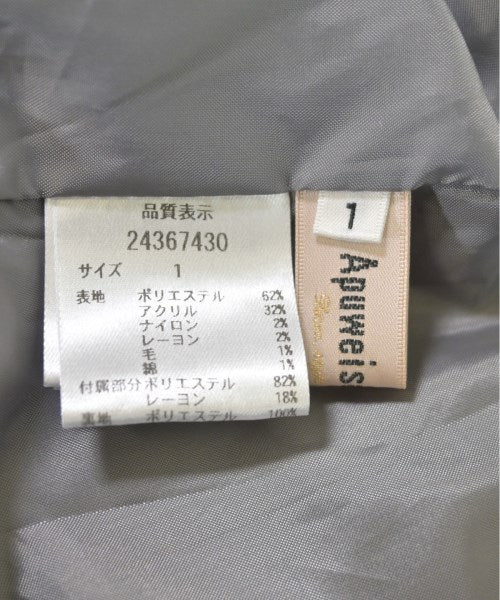 品質表示
24367430
サイズ 1
表地 ポリエステル 62%
アクリル 32%
ナイロン 2%
レーヨン 2%
毛 1%
綿 1%
付属部分ポリエステル 82%
レーヨン 18%
裏地 ポリエステル 100%
1
Apuweis